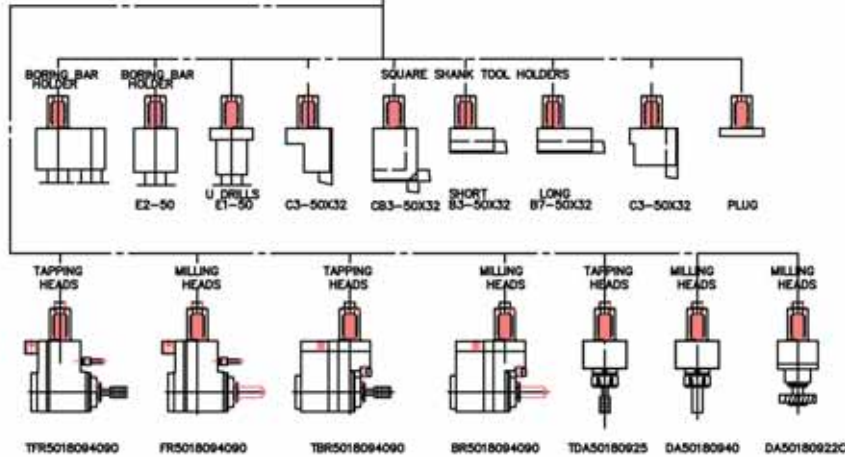 BORING BAR HOLDER
BORING BAR HOLDER
SQUARE SHANK TOOL HOLDERS
E2-50
U DRILLS
E1-50
C3-50X32
CB3-50X32
SHORT
B3-50X32
LONG
B7-50X32
C3-50X32
PLUG
TAPPING HEADS
MILLING HEADS
TAPPING HEADS
MILLING HEADS
TAPPING HEADS
MILLING HEADS
MILLING HEADS
TFR5018094090
FR5018094090
TBR5018094090
BR5018094090
TDA50180925
DA50180940
DA50180922C